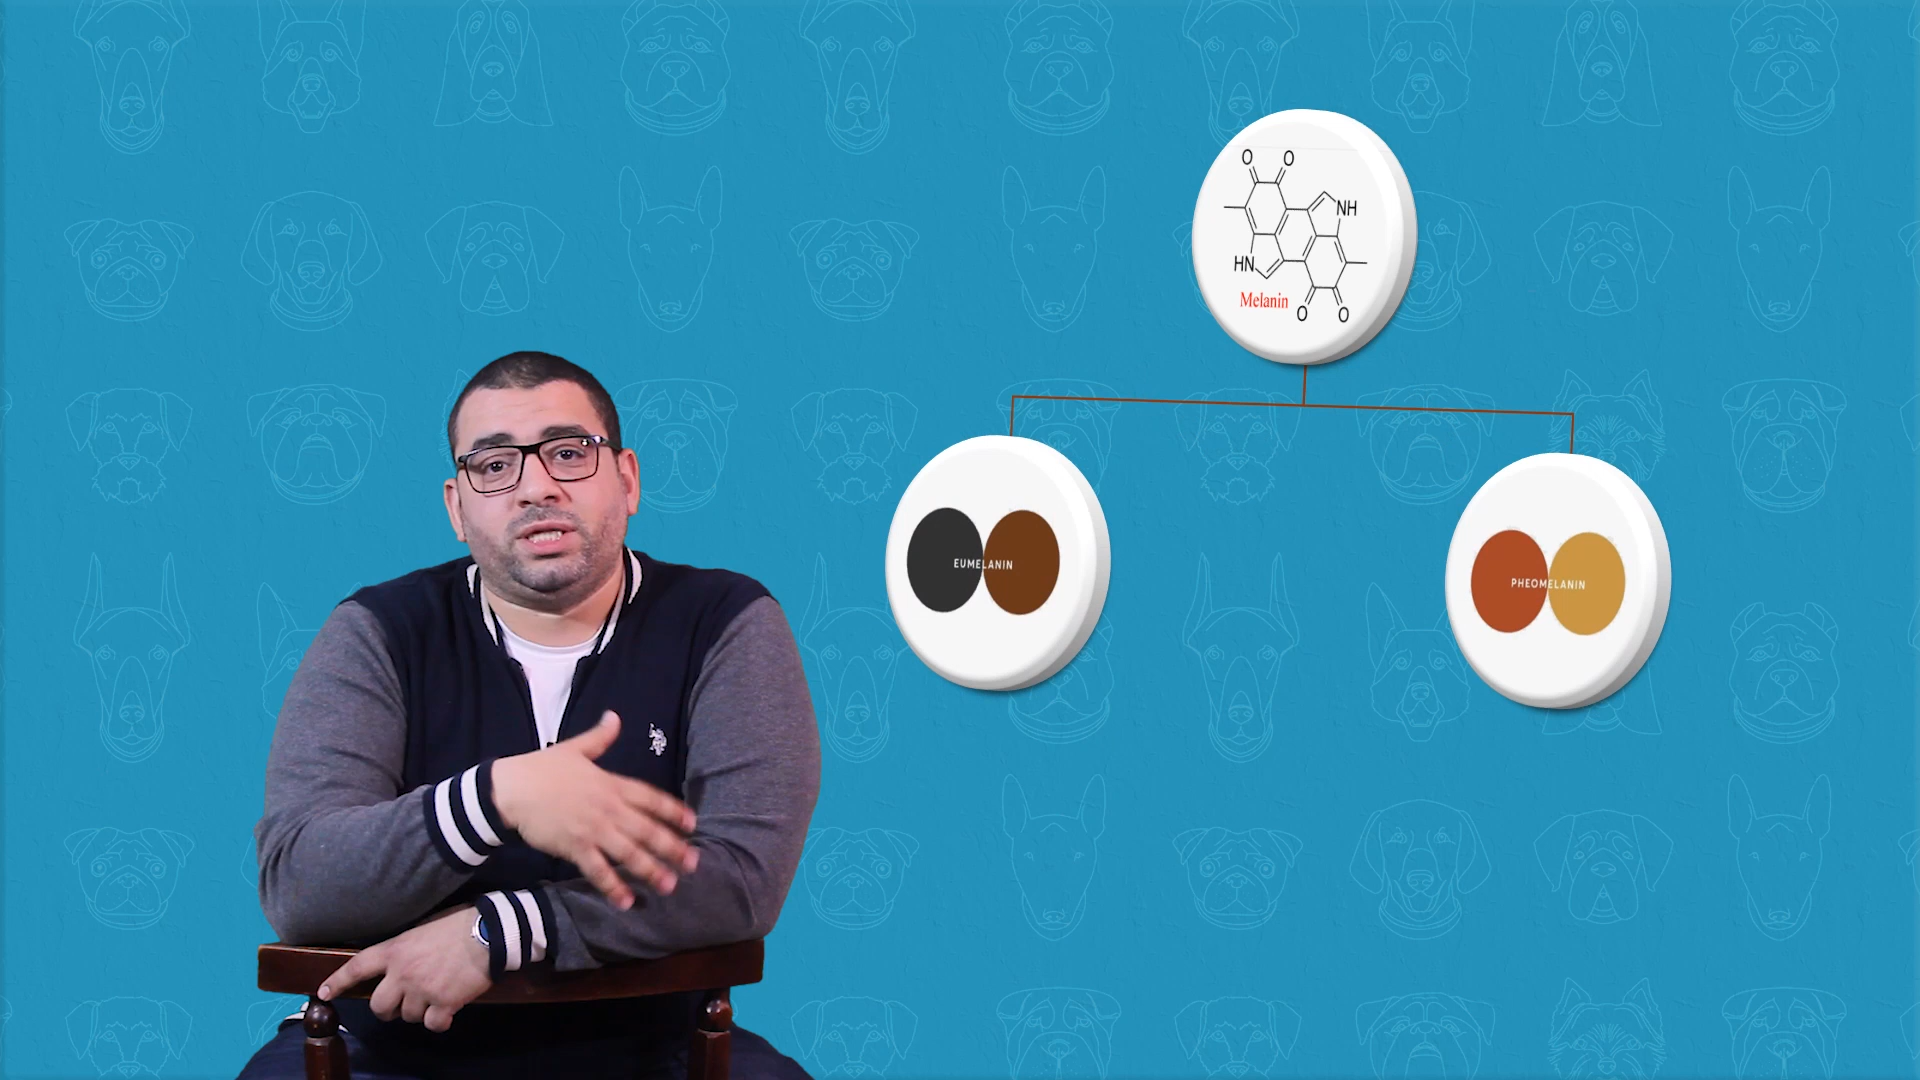 O O
NH
HN
Melanin O O
EUMELANIN
PHEOMELANIN